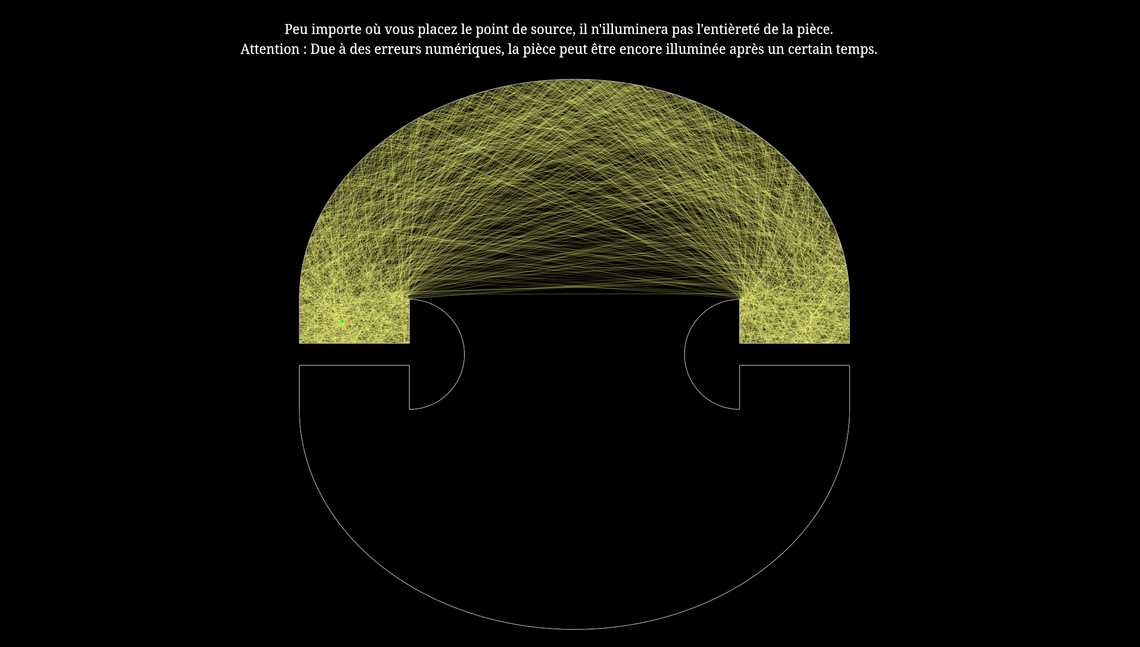 Peu importe où vous placez le point de source, il n'illuminera pas l'entièreté de la pièce.
Attention : Due à des erreurs numériques, la pièce peut être encore illuminée après un certain temps.